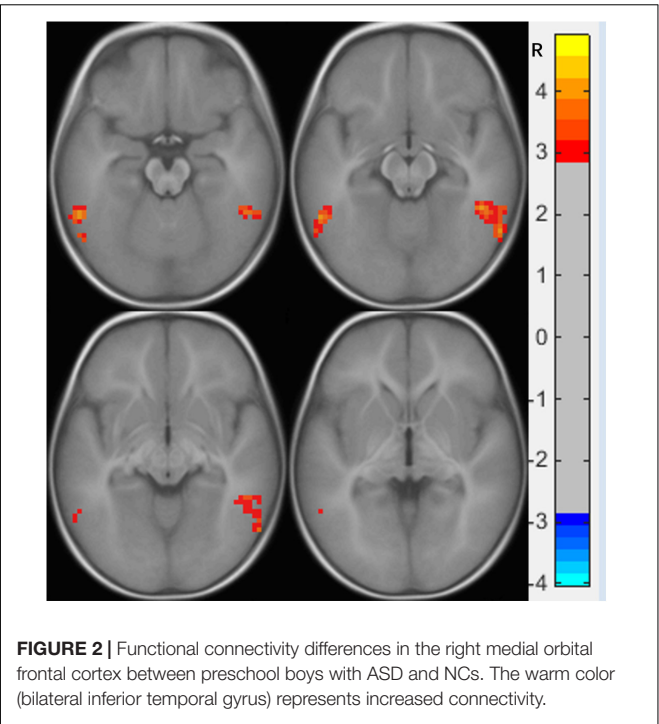 R
4
3
2
1
0
-1
-2
-3
-4
FIGURE 2 | Functional connectivity differences in the right medial orbital
frontal cortex between preschool boys with ASD and NCs. The warm color
(bilateral inferior temporal gyrus) represents increased connectivity.